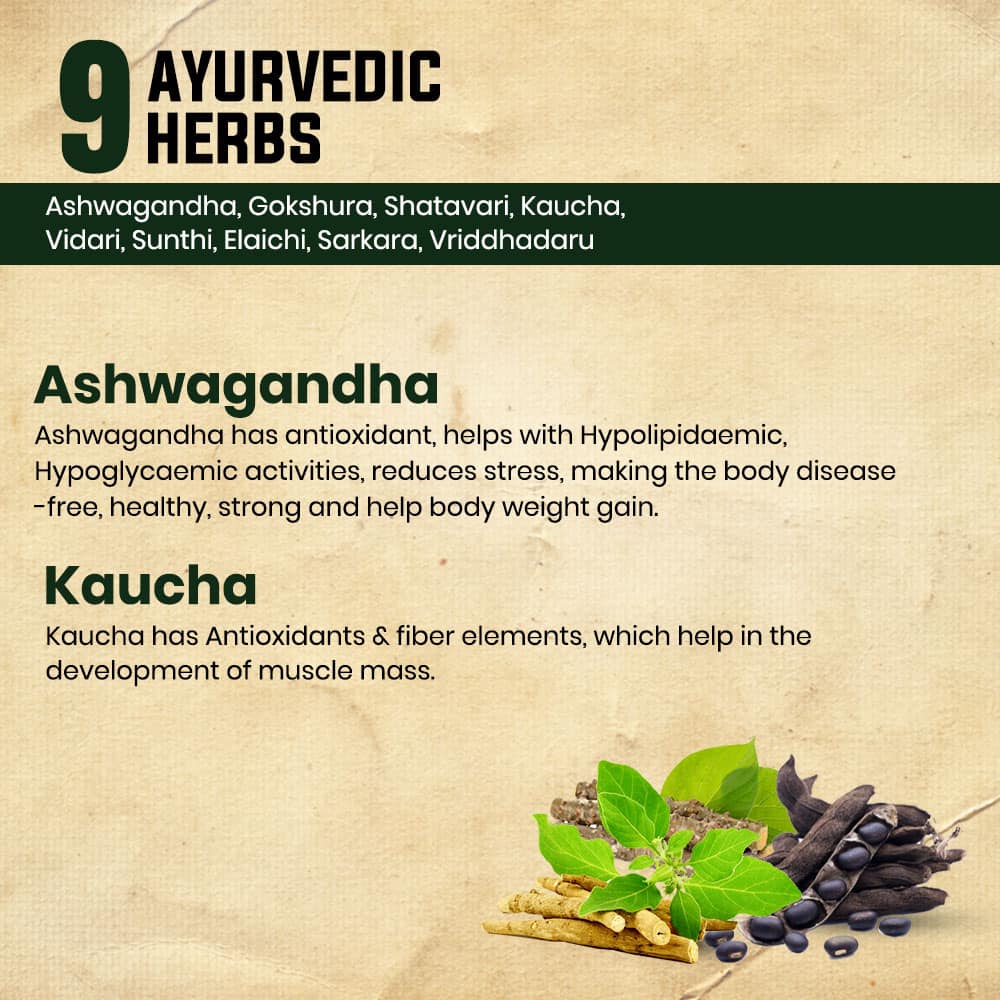 9 AYURVEDIC
HERBS
Ashwagandha, Gokshura, Shatavari, Kaucha,
Vidari, Sunthi, Elaichi, Sarkara, Vriddhadaru
Ashwagandha
Ashwagandha has antioxidant, helps with Hypolipidaemic,
Hypoglycaemic activities, reduces stress, making the body disease
-free, healthy, strong and help body weight gain.
Kaucha
Kaucha has Antioxidants & fiber elements, which help in the
development of muscle mass.